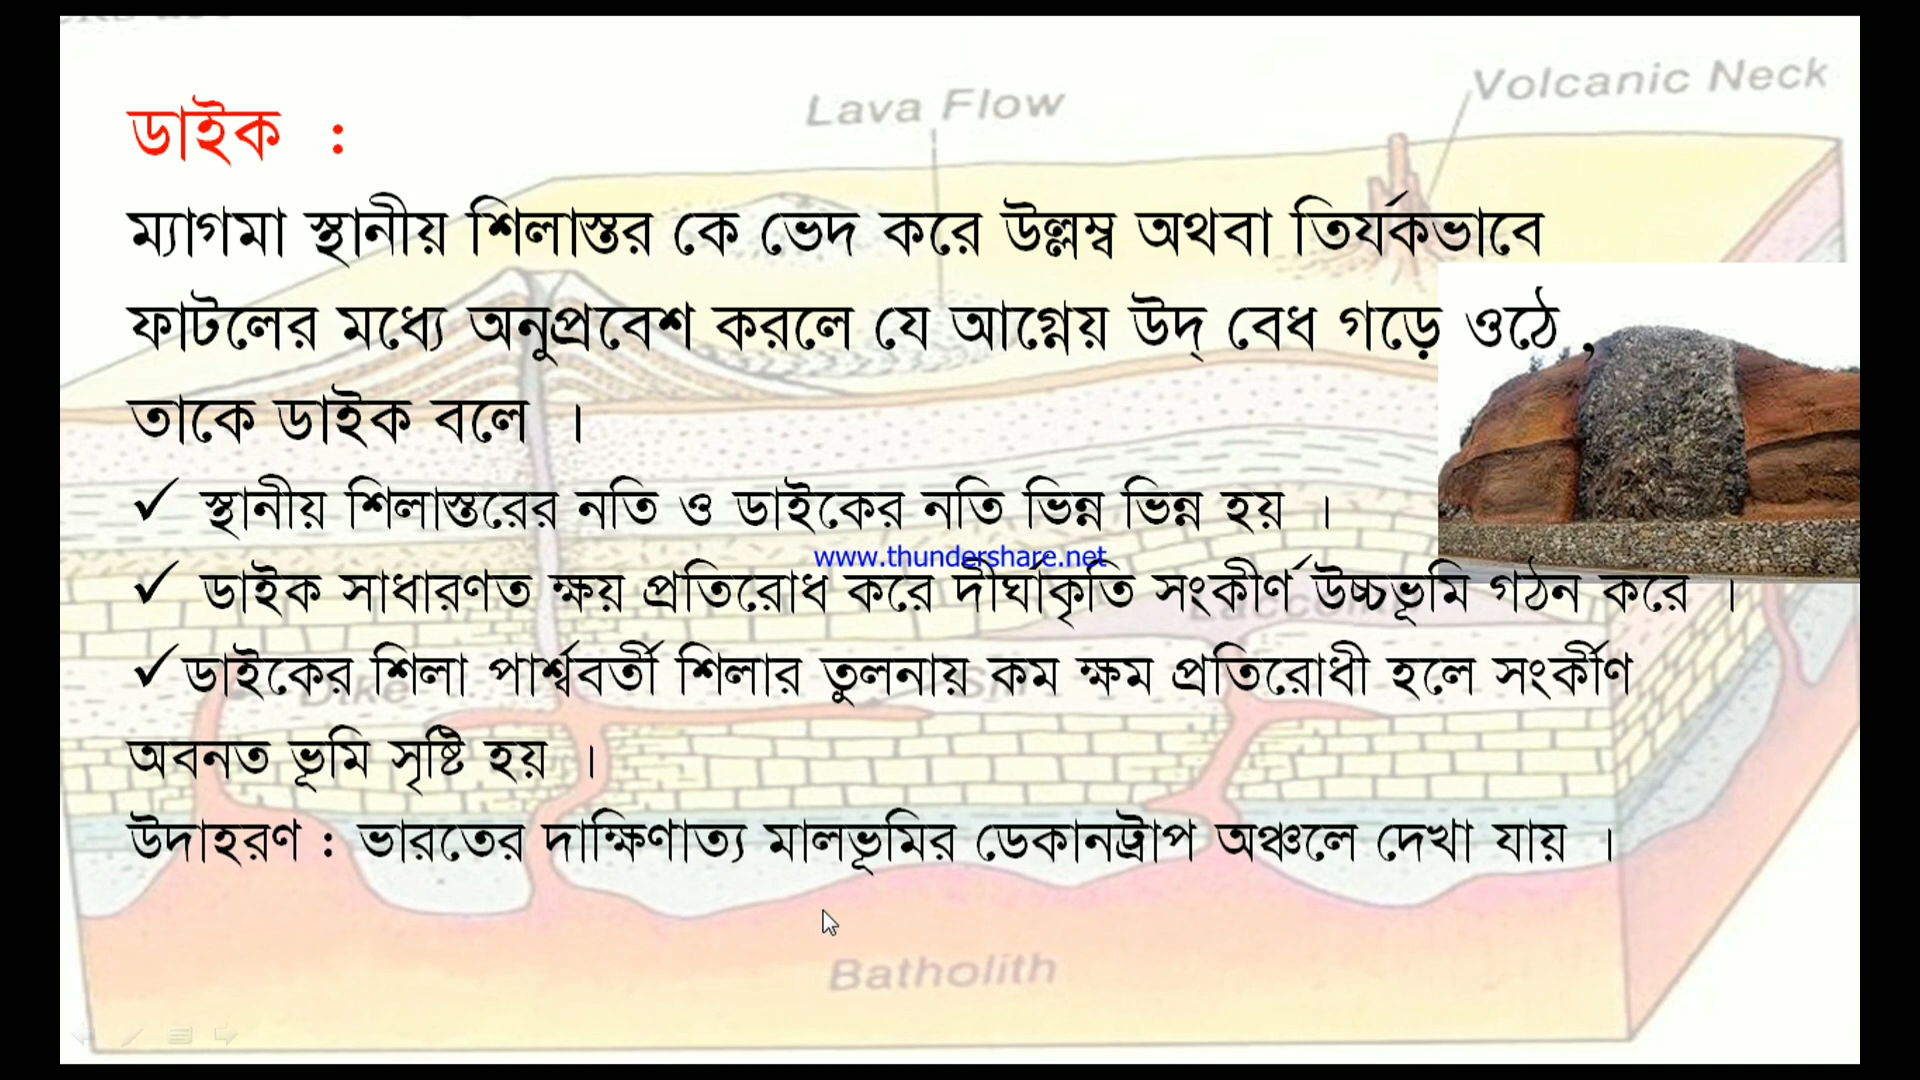 Lava Flow
Volcanic Neck
ডাইক :
ম্যাগমা স্থানীয় শিলাস্তর কে ভেদ করে উল্লম্ব অথবা তির্যকভাবে
ফাটলের মধ্যে অনুপ্রবেশ করলে যে আগ্নেয় উদ্ বেধ গড়ে ওঠে ,
তাকে ডাইক বলে ।
✓ স্থানীয় শিলাস্তরের নতি ও ডাইকের নতি ভিন্ন ভিন্ন হয় ।
www.thundershare.net
✓ ডাইক সাধারণত ক্ষয় প্রতিরোধ করে দীর্ঘাকৃতি সংকীর্ণ উচ্চভূমি গঠন করে ।
✓ ডাইকের শিলা পার্শ্ববর্তী শিলার তুলনায় কম ক্ষম প্রতিরোধী হলে সংর্কীণ
Dike
Sill
অবনত ভূমি সৃষ্টি হয় ।
উদাহরণ : ভারতের দাক্ষিণাত্য মালভূমির ডেকানট্রাপ অঞ্চলে দেখা যায় ।
Batholith